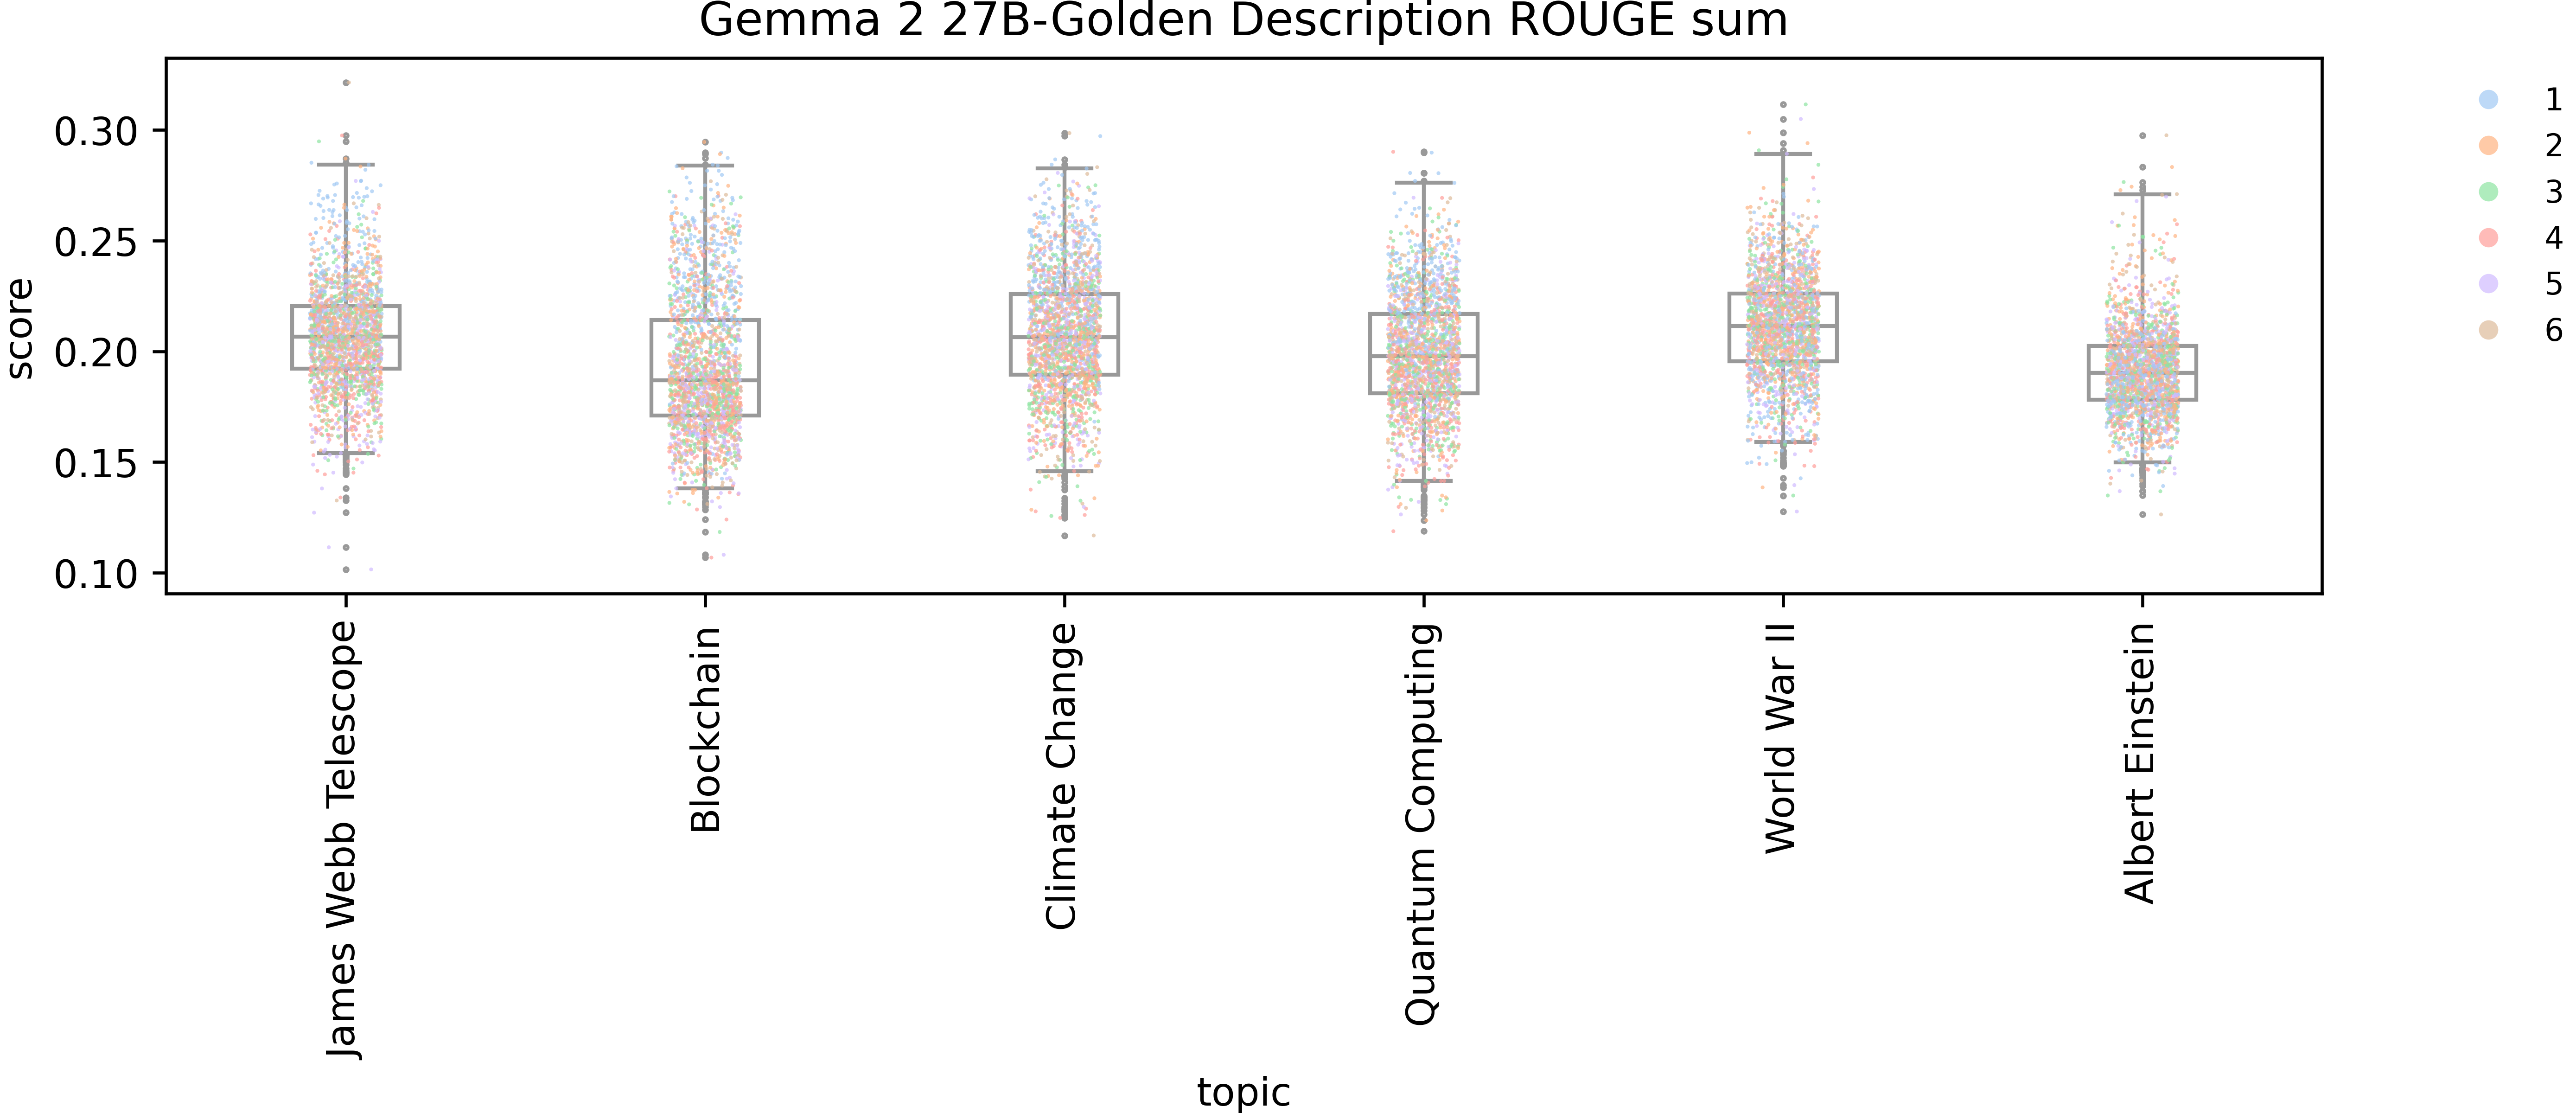 Gemma 2 27B-Golden Description ROUGE sum
score
0.30
0.25
0.20
0.15
0.10
James Webb Telescope
Blockchain
Climate Change
Quantum Computing
World War II
Albert Einstein
topic
1
2
3
4
5
6